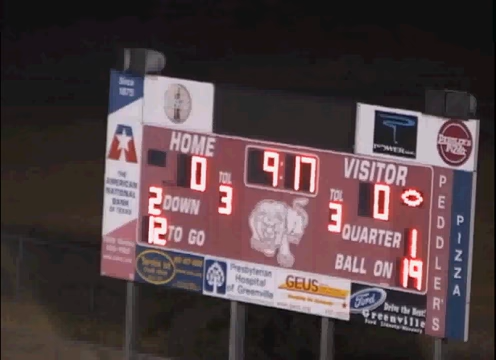 Since
1875
THE
AMERICAN
NATIONAL
BANK
OF TEXAS
POWER.com
PEDDLER'S
PIZZA
HOME
9:17
VISITOR
0
TOL
3
TOL
3
0
2 DOWN
12 TO GO
QUARTER 1
BALL ON 19
Presbyterian
Hospital
of Greenville
GEUS
Ford
Drive the Best!
Greenville